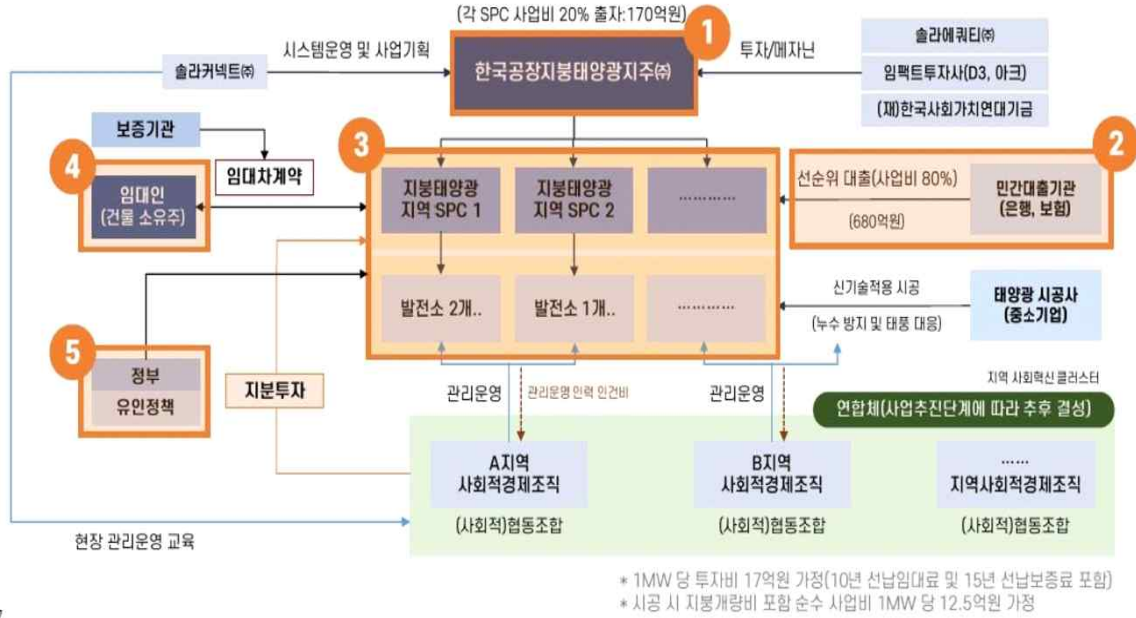 (각 SPC 사업비 20% 출자:170억원)
1
시스템운영 및 사업기획
투자/메자닌
솔라에쿼티㈜
솔라커넥트㈜
한국공장지붕태양광지주㈜
임팩트투자사(D3, 아크)
(재)한국사회가치연대기금
보증기관
3
2
4
임대차계약
임대인
(건물 소유주)
지붕태양광
지역 SPC 1
지붕태양광
지역 SPC 2
…………
선순위 대출(사업비 80%)
(680억원)
민간대출기관
(은행, 보험)
발전소 2개..
발전소 1개..
…………
신기술적용 시공
(누수 방지 및 태풍 대응)
태양광 시공사
(중소기업)
5
정부
유인정책
지분투자
관리운영
관리운영 인력 인건비
관리운영
지역 사회혁신 클러스터
연합체(사업추진단계에 따라 추후 결성)
A지역
사회적경제조직
B지역
사회적경제조직
……
지역사회적경제조직
(사회적)협동조합
(사회적)협동조합
(사회적)협동조합
현장 관리운영 교육
* 1MW 당 투자비 17억원 가정(10년 선납임대료 및 15년 선납보증료 포함)
* 시공 시 지붕개량비 포함 순수 사업비 1MW 당 12.5억원 가정